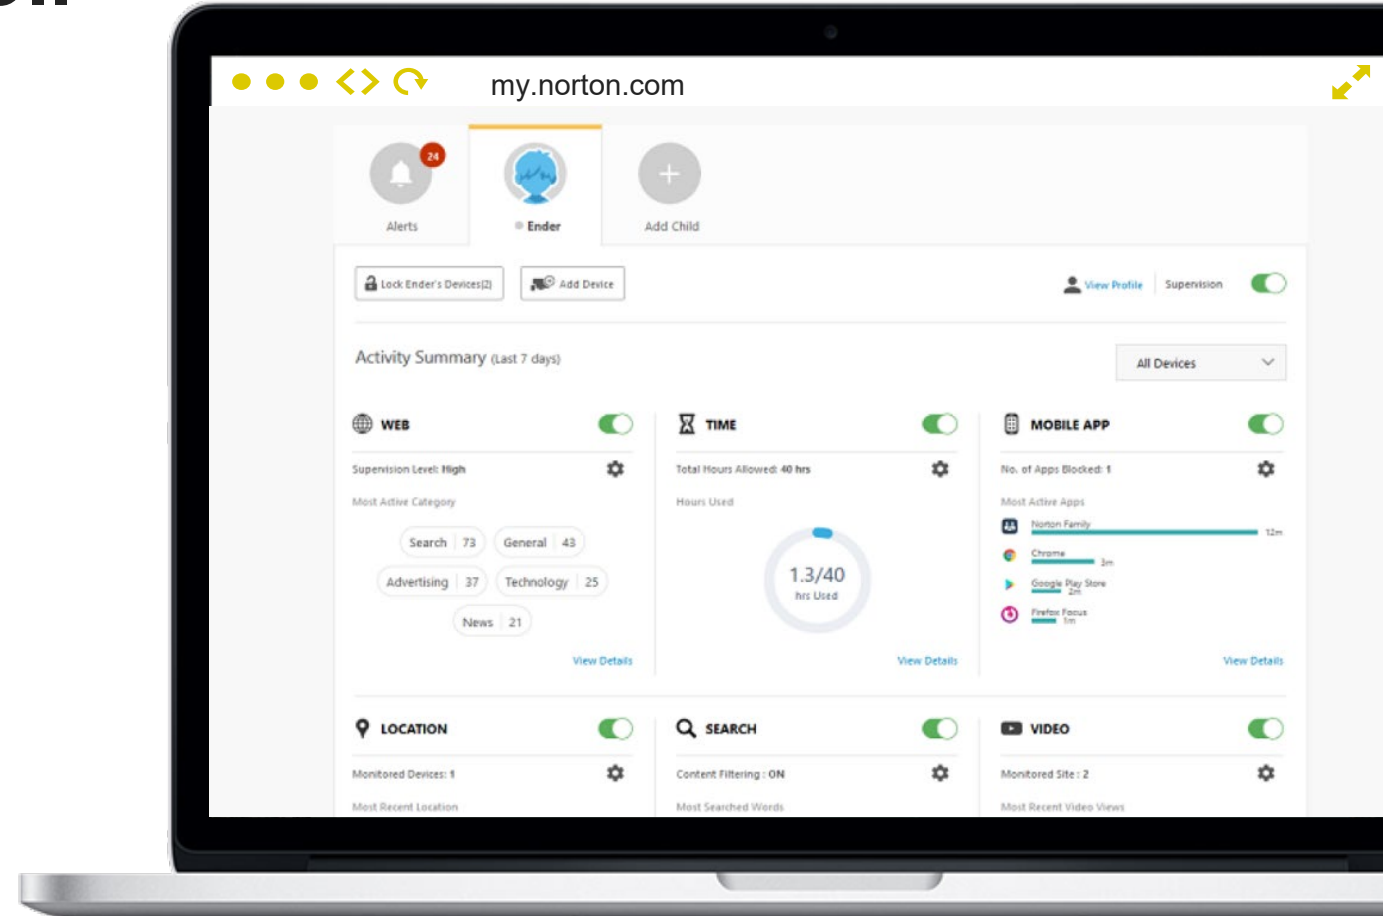 my.norton.com
24
Alerts
Ender
Add Child
Lock Ender's Devices(2)
Add Device
View Profile
Supervision
Activity Summary (Last 7 days)
All Devices
WEB
Supervision Level: High
Most Active Category
Search 73
General 43
Advertising 37
Technology 25
News 21
View Details
TIME
Total Hours Allowed: 40 hrs
Hours Used
1.3/40
hrs Used
View Details
MOBILE APP
No. of Apps Blocked: 1
Most Active Apps
Norton Family
12m
Chrome
3m
Google Play Store
2m
Firefox Focus
1m
View Details
LOCATION
Monitored Devices: 1
Most Recent Location
SEARCH
Content Filtering : ON
Most Searched Words
VIDEO
Monitored Site : 2
Most Recent Video Views